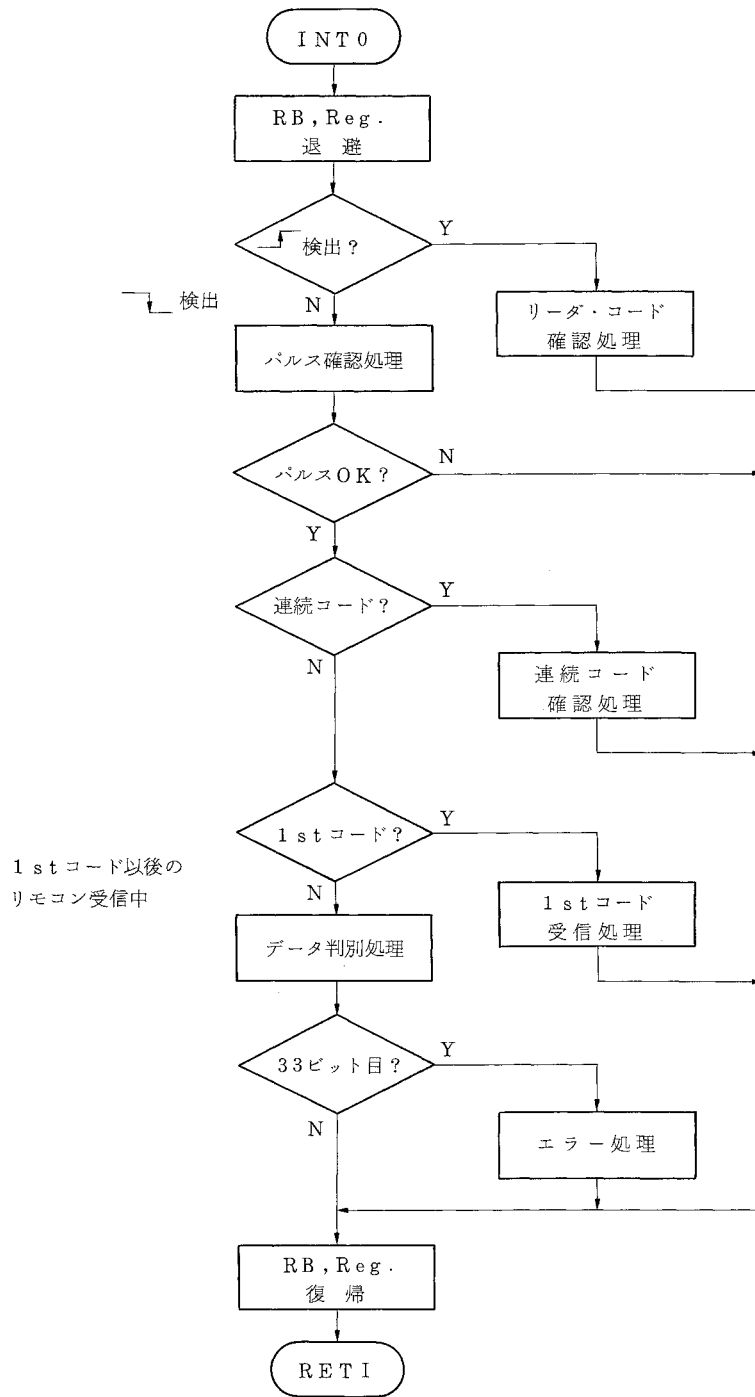 INT0
RB,Reg.
退避
検出?
Y
検出
N
リーダ・コード
確認処理
パルス確認処理
パルスOK?
N
Y
連続コード?
Y
N
連続コード
確認処理
1stコード?
Y
1stコード以後の
リモコン受信中
N
1stコード
受信処理
データ判別処理
33ビット目?
Y
N
エラー処理
RB,Reg.
復帰
RETI